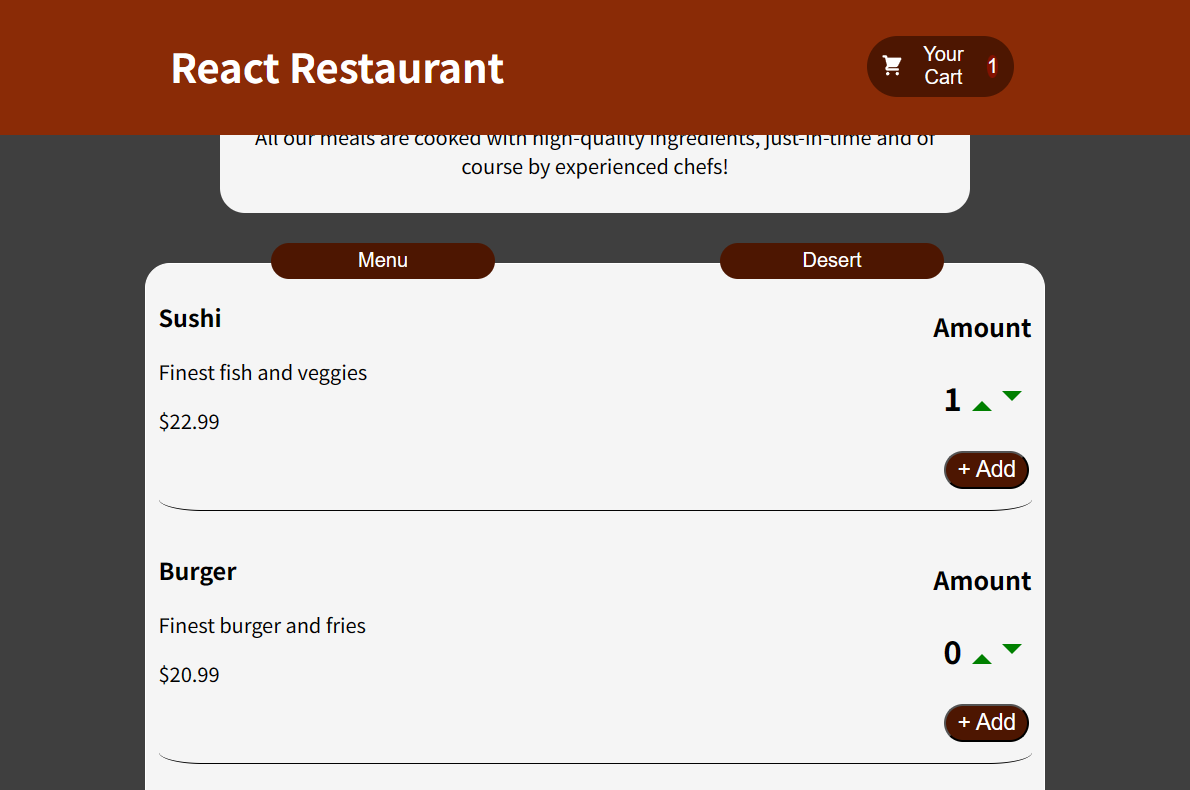 React Restaurant
Your
Cart
1
All our meals are cooked with high-quality ingredients, just-in-time and of
course by experienced chefs!
Menu
Desert
Sushi
Amount
Finest fish and veggies
1
$22.99
+ Add
Burger
Amount
Finest burger and fries
0
$20.99
+ Add